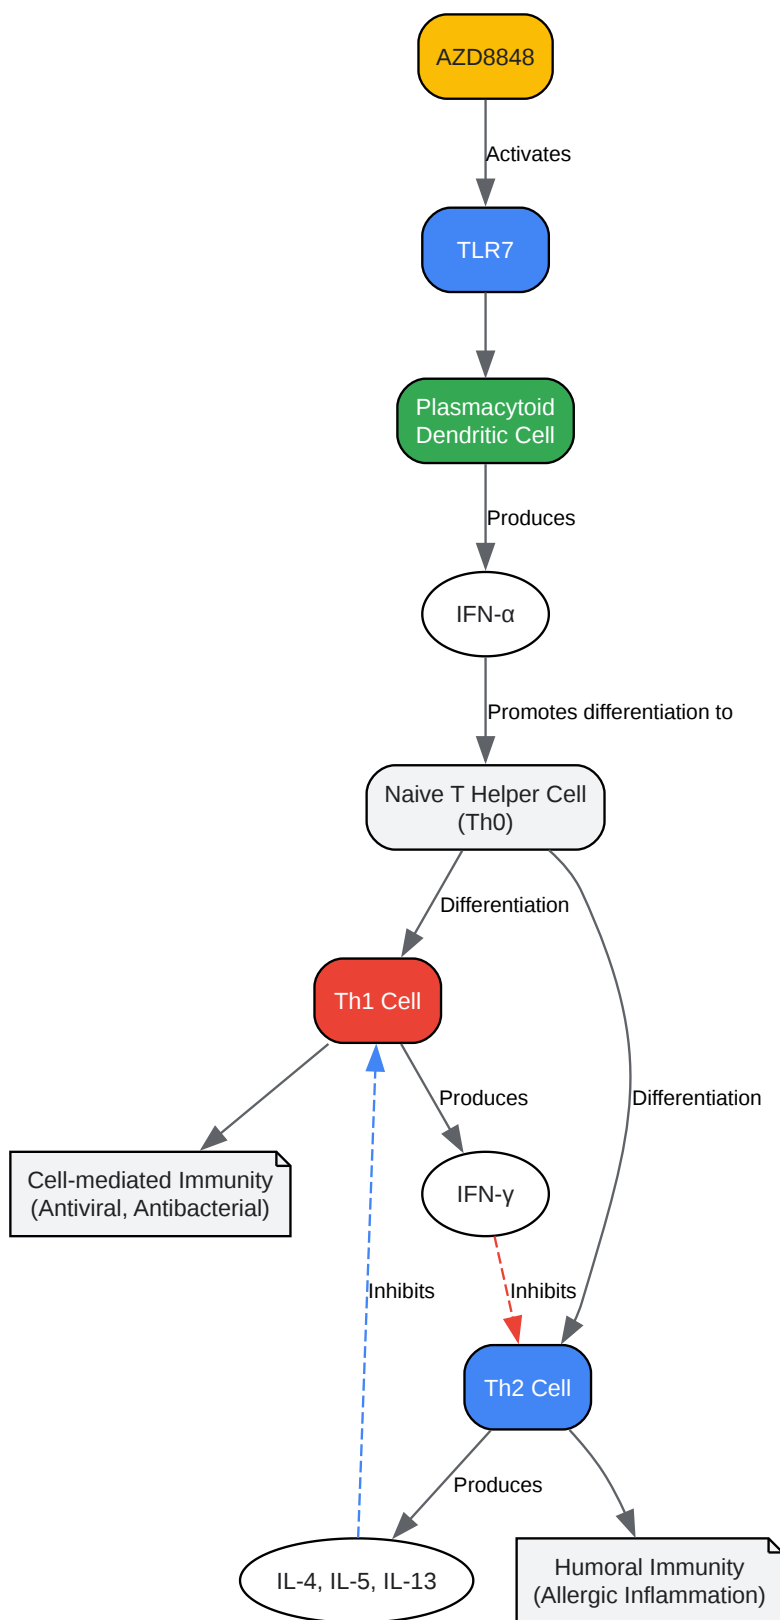 AZD8848
Activates
TLR7
Plasmacytoid
Dendritic Cell
Produces
IFN-α
Promotes differentiation to
Naive T Helper Cell
(Th0)
Differentiation
Th1 Cell
Produces
Differentiation
Cell-mediated Immunity
(Antiviral, Antibacterial)
IFN-γ
Inhibits
Inhibits
Th2 Cell
Produces
IL-4, IL-5, IL-13
Humoral Immunity
(Allergic Inflammation)